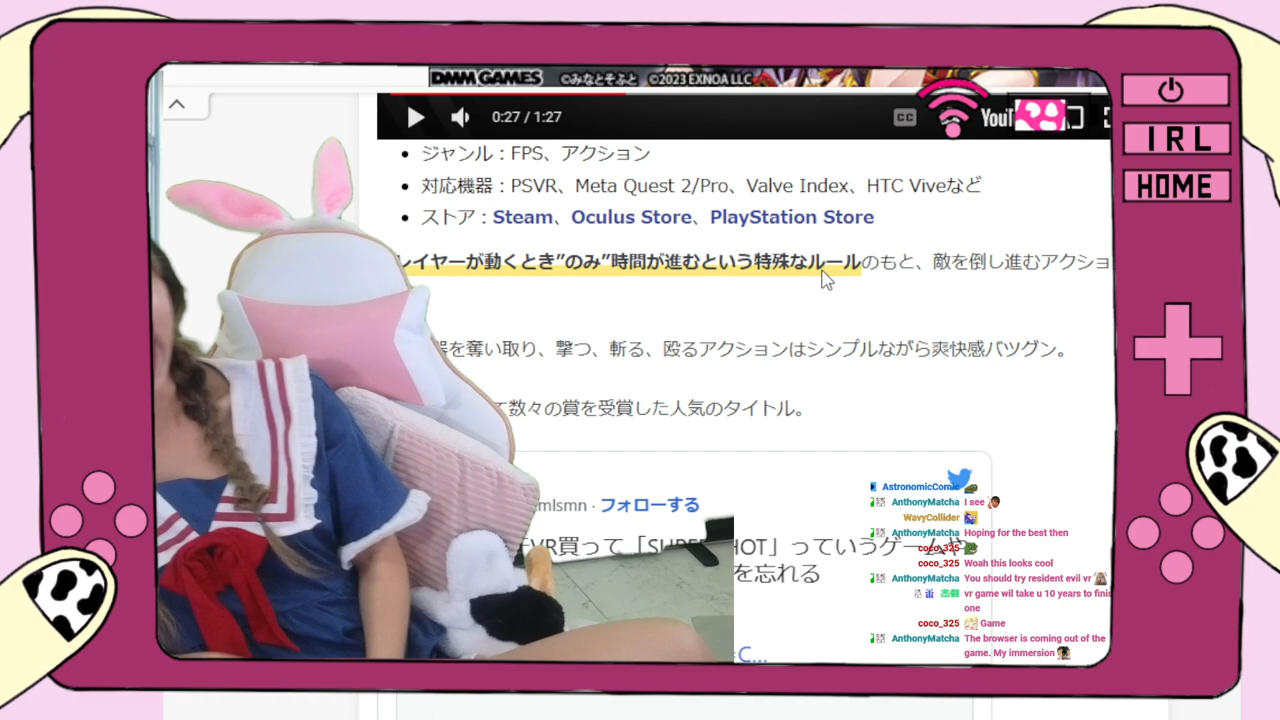 DMM GAMES ©みなとそふと ©2023 EXNOA LLC
0:27 / 1:27
CC
YouT
I R L
HOME
ジャンル：FPS、アクション
対応機器：PSVR、Meta Quest 2/Pro、Valve Index、HTC Viveなど
ストア：Steam、Oculus Store、PlayStation Store
レイヤーが動くとき”のみ”時間が進むという特殊なルールのもと、敵を倒し進むアクショ
器を奪い取り、撃つ、斬る、殴るアクションはシンプルながら爽快感バツグン。
て数々の賞を受賞した人気のタイトル。
mlsmn · フォローする
VR買って「SUPER HOT」っていうゲーム
を忘れる
C...
AstronomicComic
AnthonyMatcha I see
WavyCollider
AnthonyMatcha Hoping for the best then
coco_325
coco_325 Woah this looks cool
AnthonyMatcha You should try resident evil vr
vr game wil take u 10 years to finis
one
coco_325 Game
AnthonyMatcha The browser is coming out of the
game. My immersion